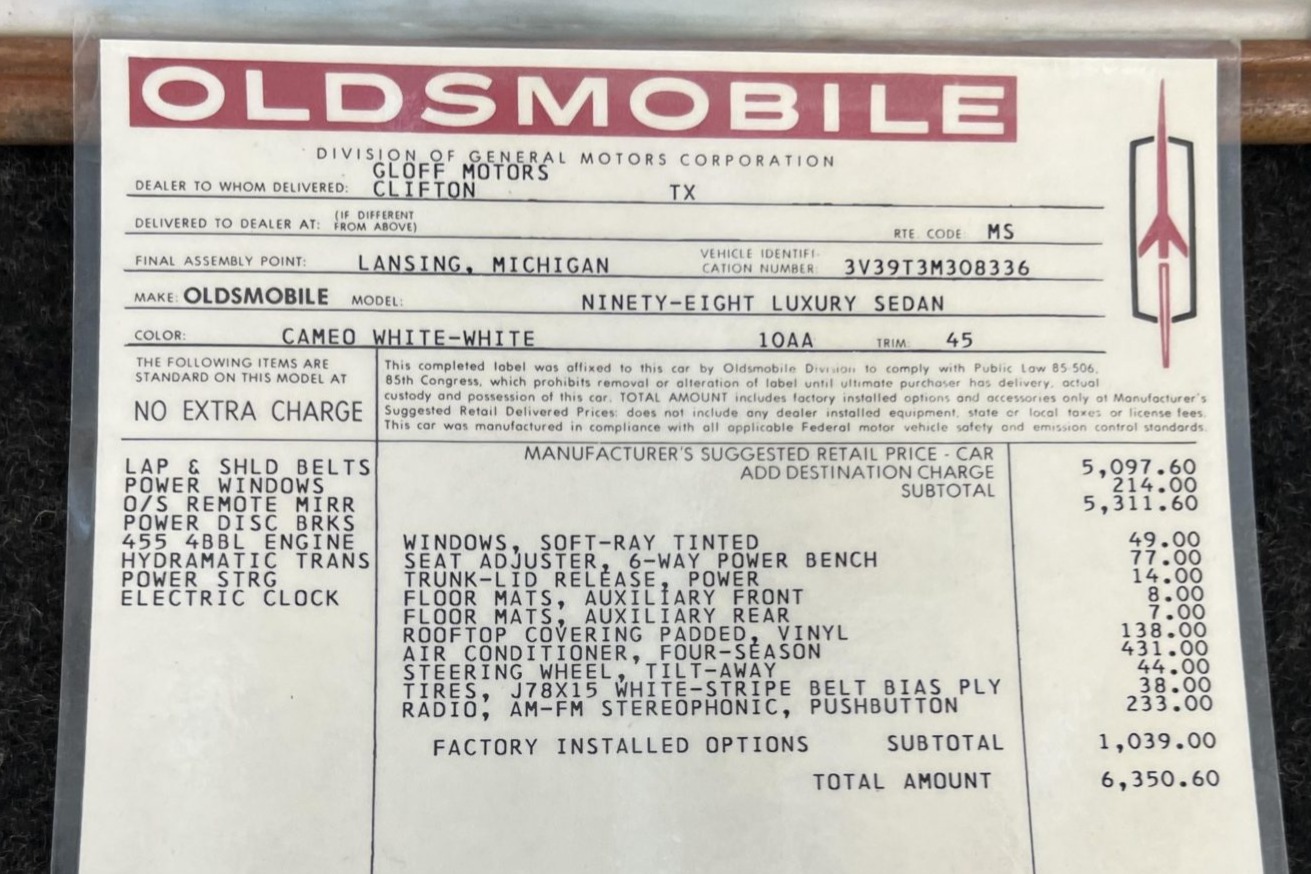 OLDSMOBILE
DIVISION OF GENERAL MOTORS CORPORATION
GLOFF MOTORS
DEALER TO WHOM DELIVERED: CLIFTON TX
DELIVERED TO DEALER AT: (IF DIFFERENT FROM ABOVE)
RTE. CODE: MS
FINAL ASSEMBLY POINT: LANSING, MICHIGAN VEHICLE IDENTIFI-
CATION NUMBER: 3V39T3M308336
MAKE: OLDSMOBILE MODEL: NINETY-EIGHT LUXURY SEDAN
COLOR: CAMEO WHITE-WHITE 10AA TRIM: 45
THE FOLLOWING ITEMS ARE
STANDARD ON THIS MODEL AT
NO EXTRA CHARGE
This completed label was affixed to this car by Oldsmobile Division to comply with Public Law 85-506,
85th Congress, which prohibits removal or alteration of label until ultimate purchaser has delivery, actual
custody and possession of this car. TOTAL AMOUNT includes factory installed options and accessories only at Manufacturer's
Suggested Retail Delivered Prices: does not include any dealer installed equipment, state or local taxes or license fees.
This car was manufactured in compliance with all applicable Federal motor vehicle safety and emission control standards.
LAP & SHLD BELTS
POWER WINDOWS
O/S REMOTE MIRR
POWER DISC BRKS
455 4BBL ENGINE
HYDRAMATIC TRANS
POWER STRG
ELECTRIC CLOCK
MANUFACTURER'S SUGGESTED RETAIL PRICE - CAR 5,097.60
ADD DESTINATION CHARGE 214.00
SUBTOTAL 5,311.60
WINDOWS, SOFT-RAY TINTED 49.00
SEAT ADJUSTER, 6-WAY POWER BENCH 77.00
TRUNK-LID RELEASE, POWER 14.00
FLOOR MATS, AUXILIARY FRONT 8.00
FLOOR MATS, AUXILIARY REAR 7.00
ROOFTOP COVERING PADDED, VINYL 138.00
AIR CONDITIONER, FOUR-SEASON 431.00
STEERING WHEEL, TILT-AWAY 44.00
TIRES, J78X15 WHITE-STRIPE BELT BIAS PLY 38.00
RADIO, AM-FM STEREOPHONIC, PUSHBUTTON 233.00
FACTORY INSTALLED OPTIONS SUBTOTAL 1,039.00
TOTAL AMOUNT 6,350.60